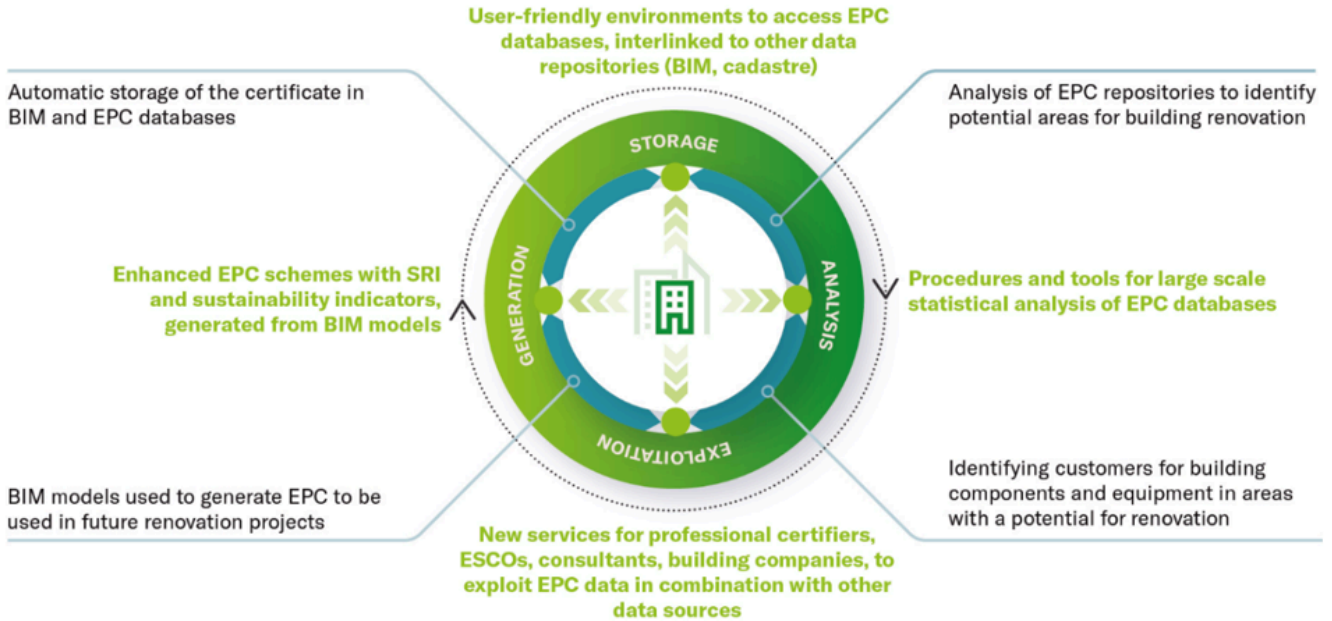 User-friendly environments to access EPC
databases, interlinked to other data
repositories (BIM, cadastre)
Automatic storage of the certificate in
BIM and EPC databases
Analysis of EPC repositories to identify
potential areas for building renovation
STORAGE
Enhanced EPC schemes with SRI
and sustainability indicators,
generated from BIM models
GENERATION
ANALYSIS
Procedures and tools for large scale
statistical analysis of EPC databases
EXPLOITATION
BIM models used to generate EPC to be
used in future renovation projects
Identifying customers for building
components and equipment in areas
with a potential for renovation
New services for professional certifiers,
ESCOs, consultants, building companies, to
exploit EPC data in combination with other
data sources